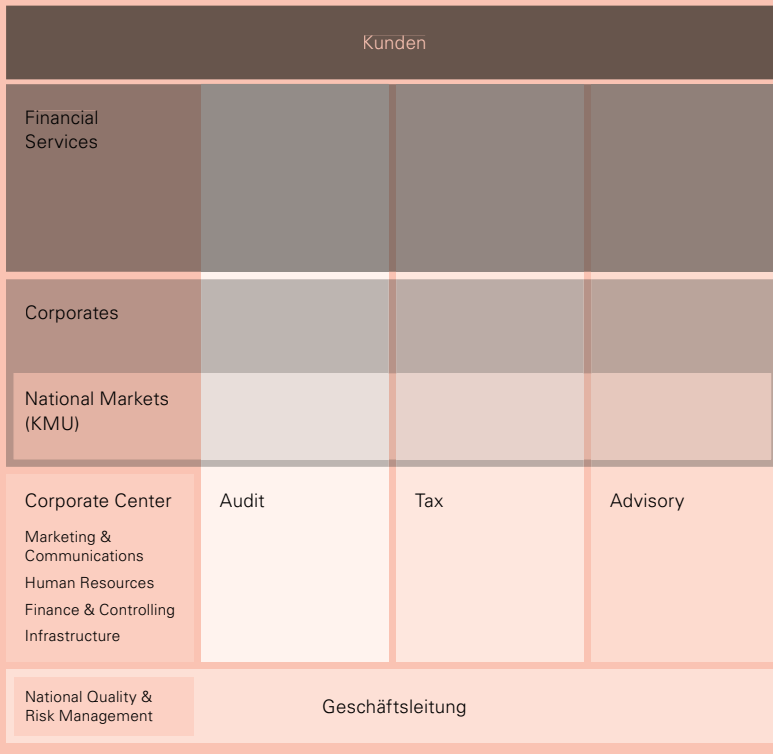 Kunden
Financial
Services
Corporates
National Markets
(KMU)
Corporate Center
Marketing &
Communications
Human Resources
Finance & Controlling
Infrastructure
Audit
Tax
Advisory
National Quality &
Risk Management
Geschäftsleitung